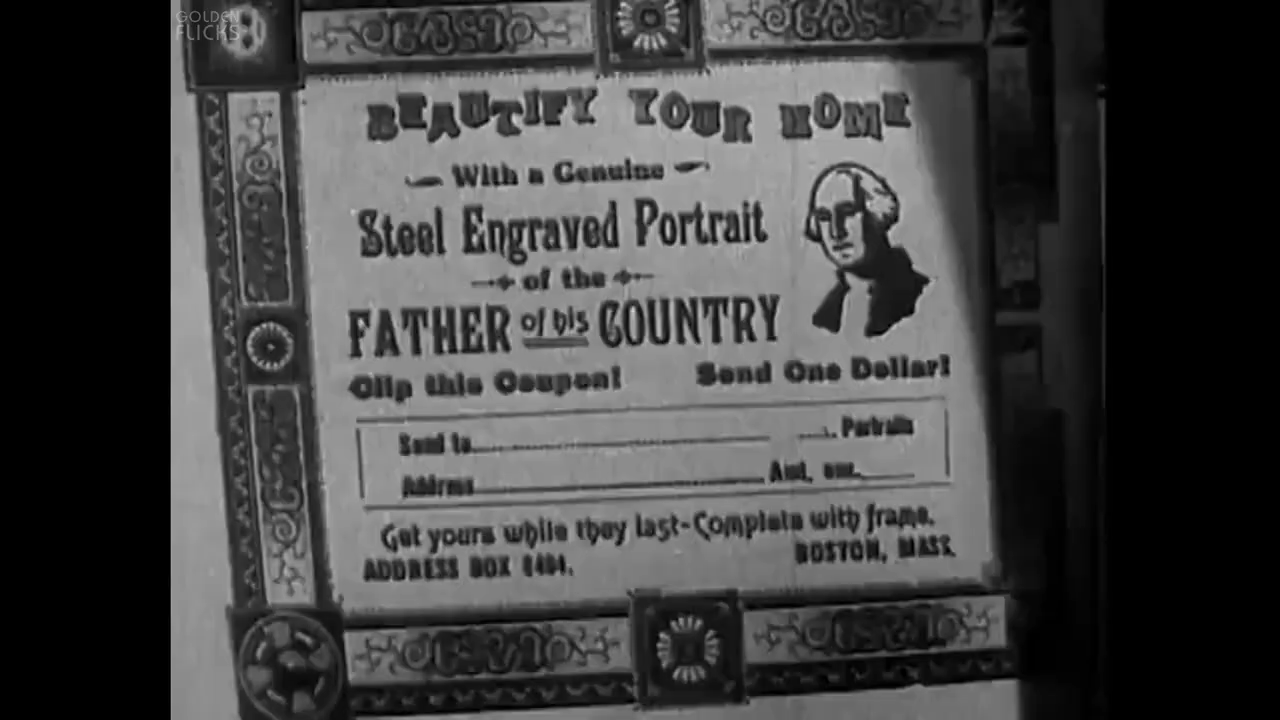 GOLDEN
FLICKS
BEAUTIFY YOUR HOME
With a Genuine
Steel Engraved Portrait
of the
FATHER of his COUNTRY
Clip this Coupon! Send One Dollar!
Send to Portraits
Address Amt. enc.
Get yours while they last-Complete with frame.
ADDRESS BOX BOSTON, MASS.